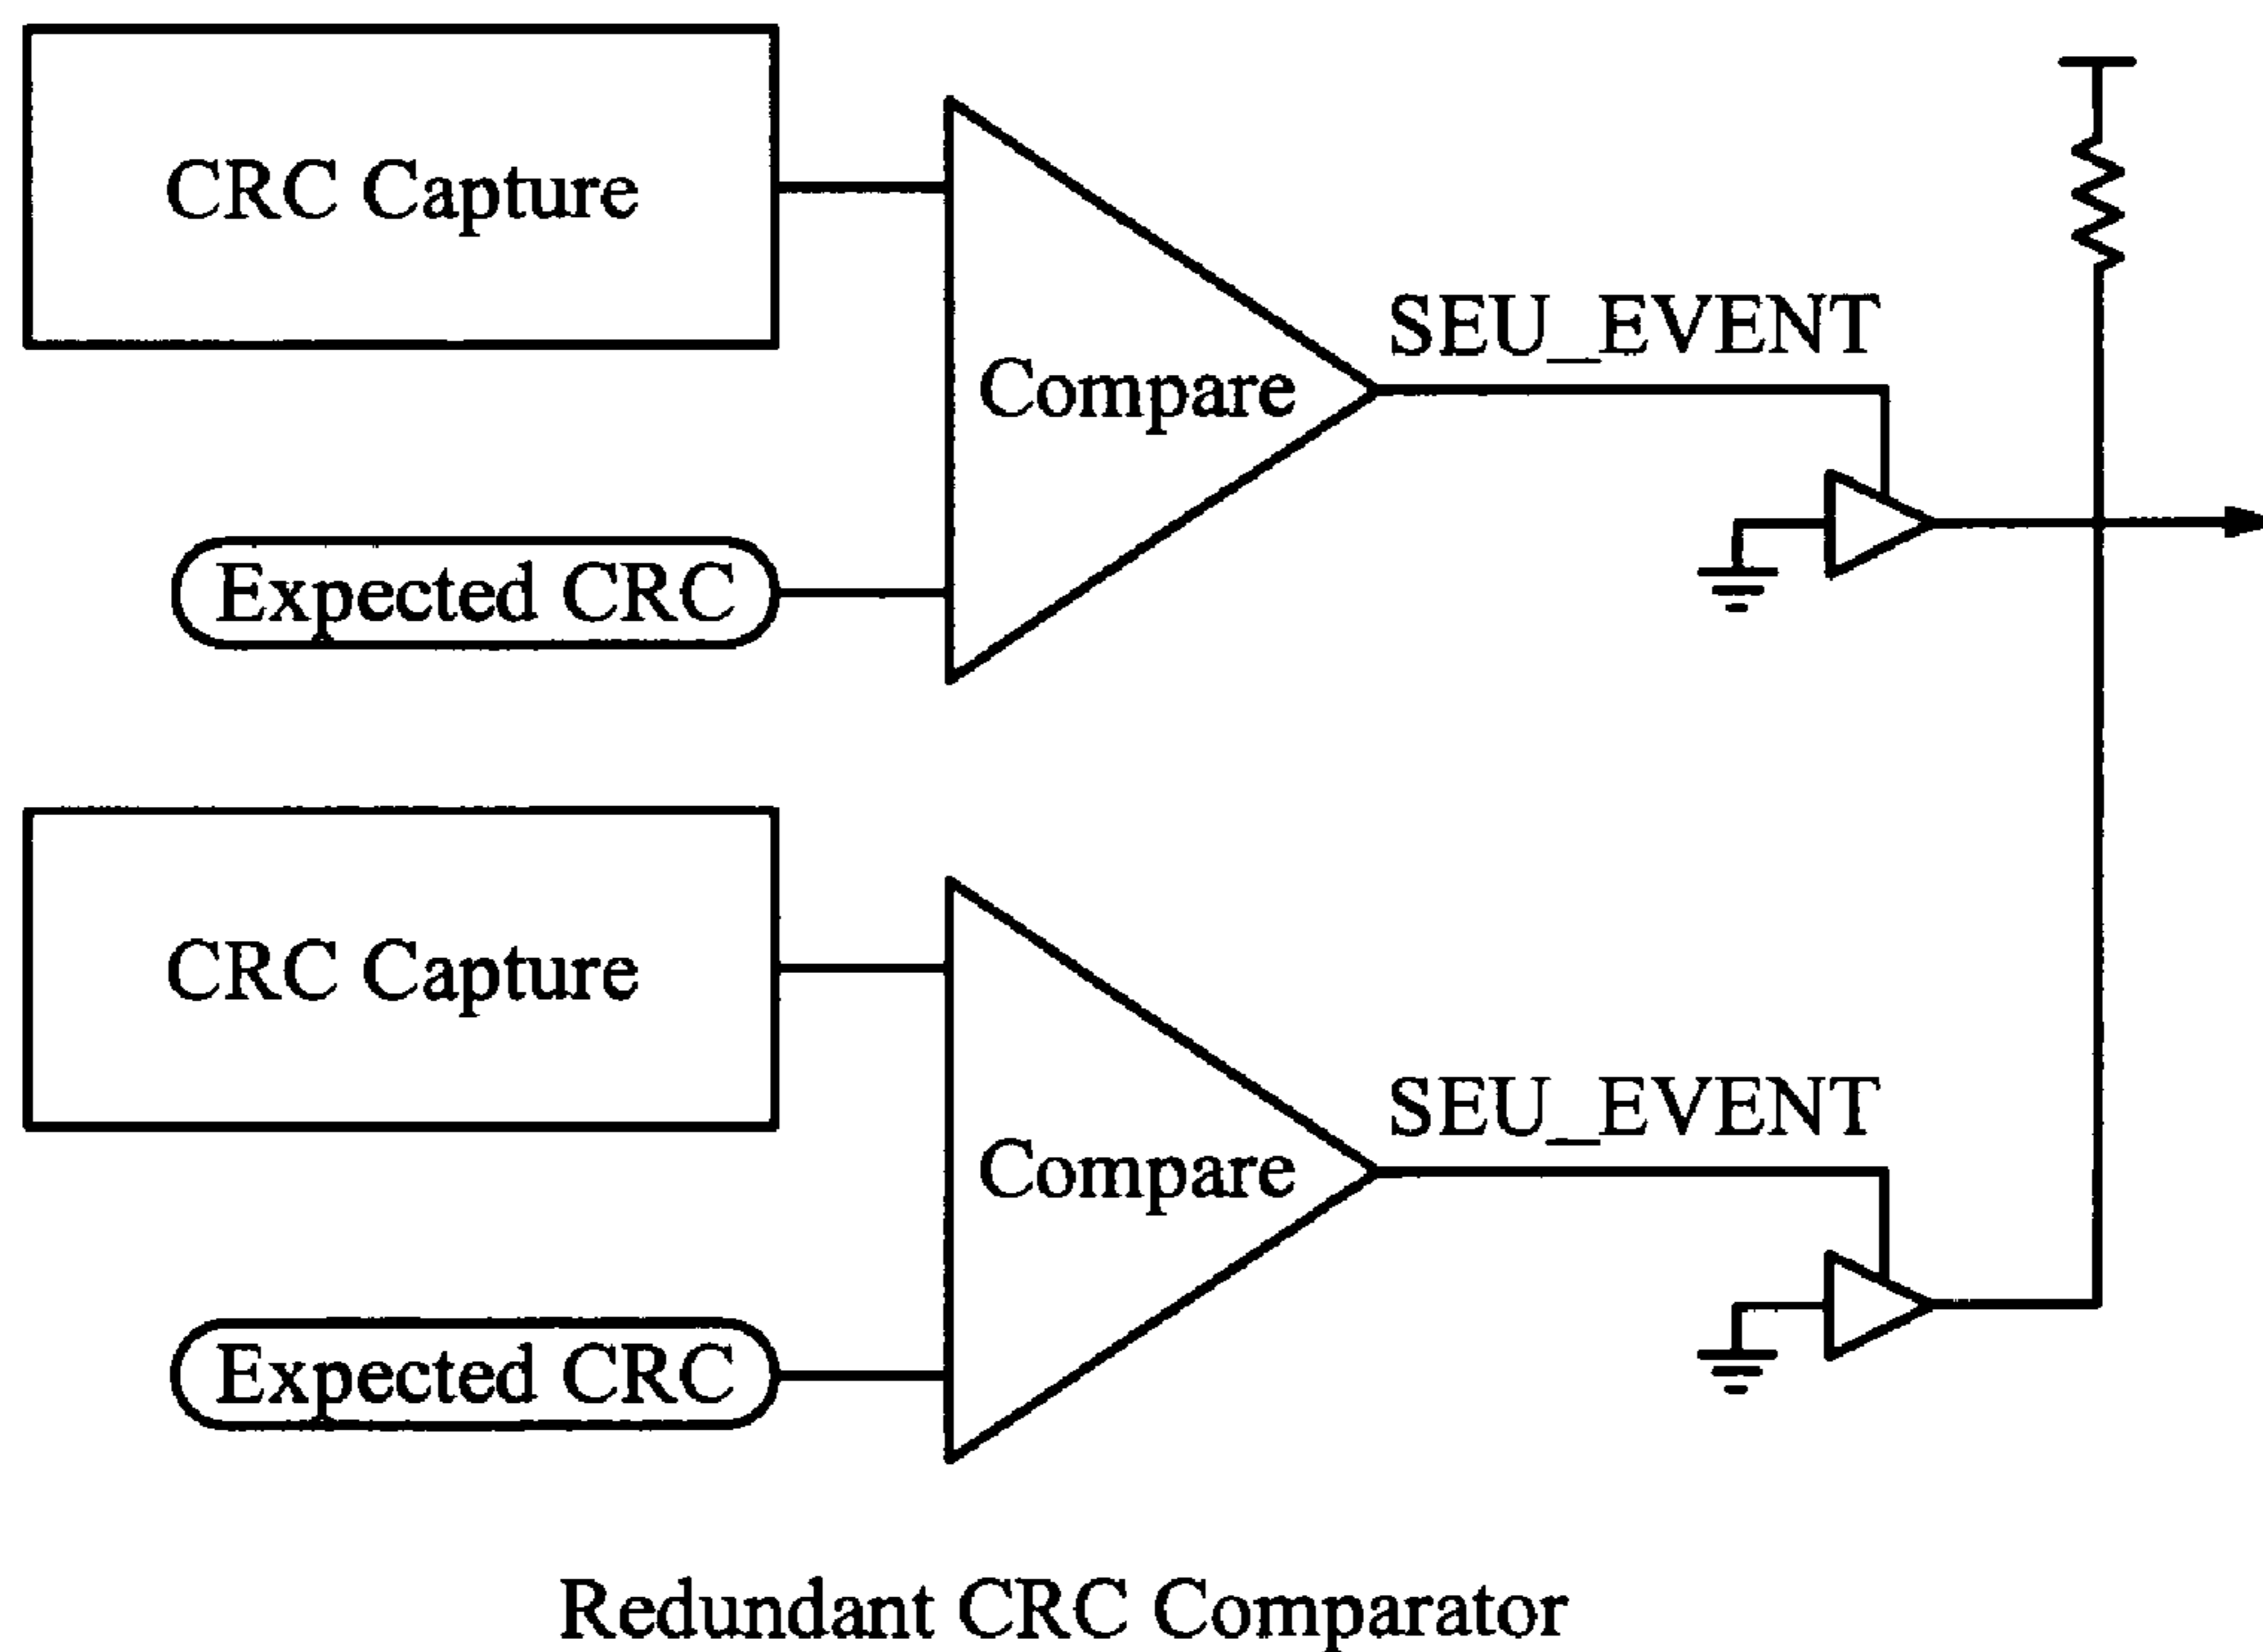 CRC Capture
SEU_EVENT
Compare
Expected CRC
CRC Capture
SEU_EVENT
Compare
Expected CRC
Redundant CRC Comparator